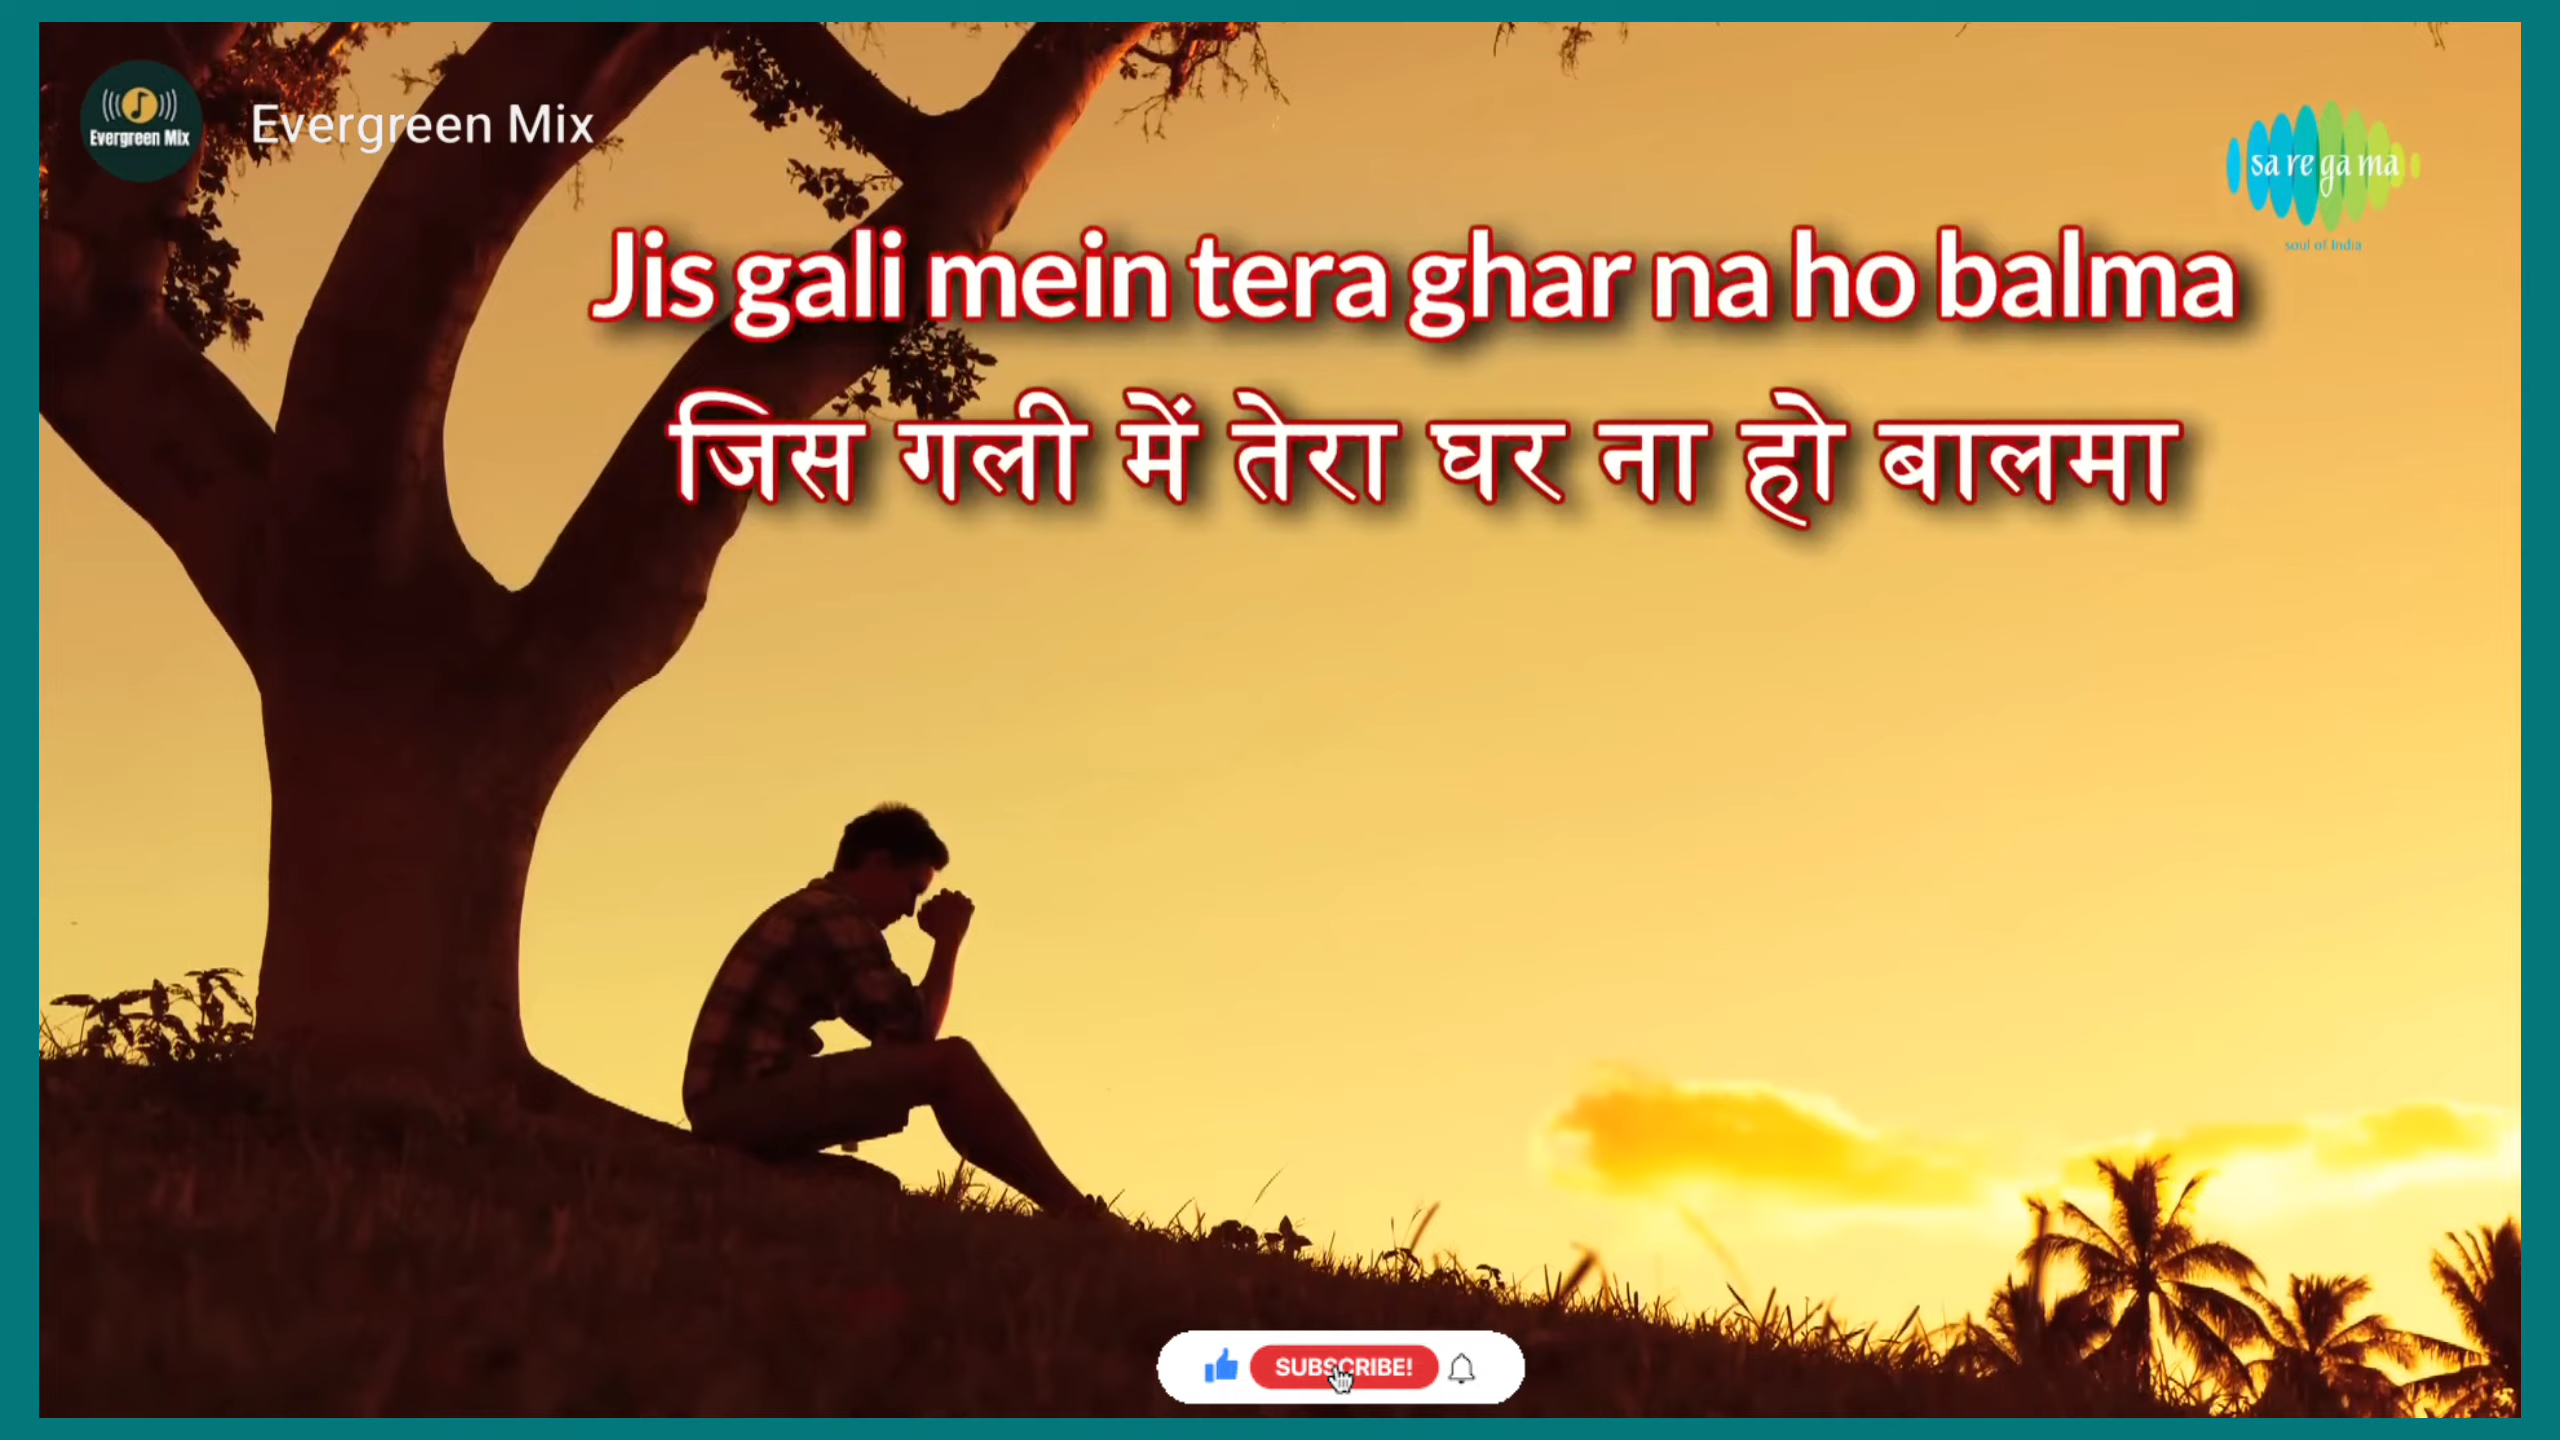 Evergreen Mix
Evergreen Mix
sa re ga ma
soul of India
Jis gali mein tera ghar na ho balma
जिस गली में तेरा घर ना हो बालमा
SUBSCRIBE!